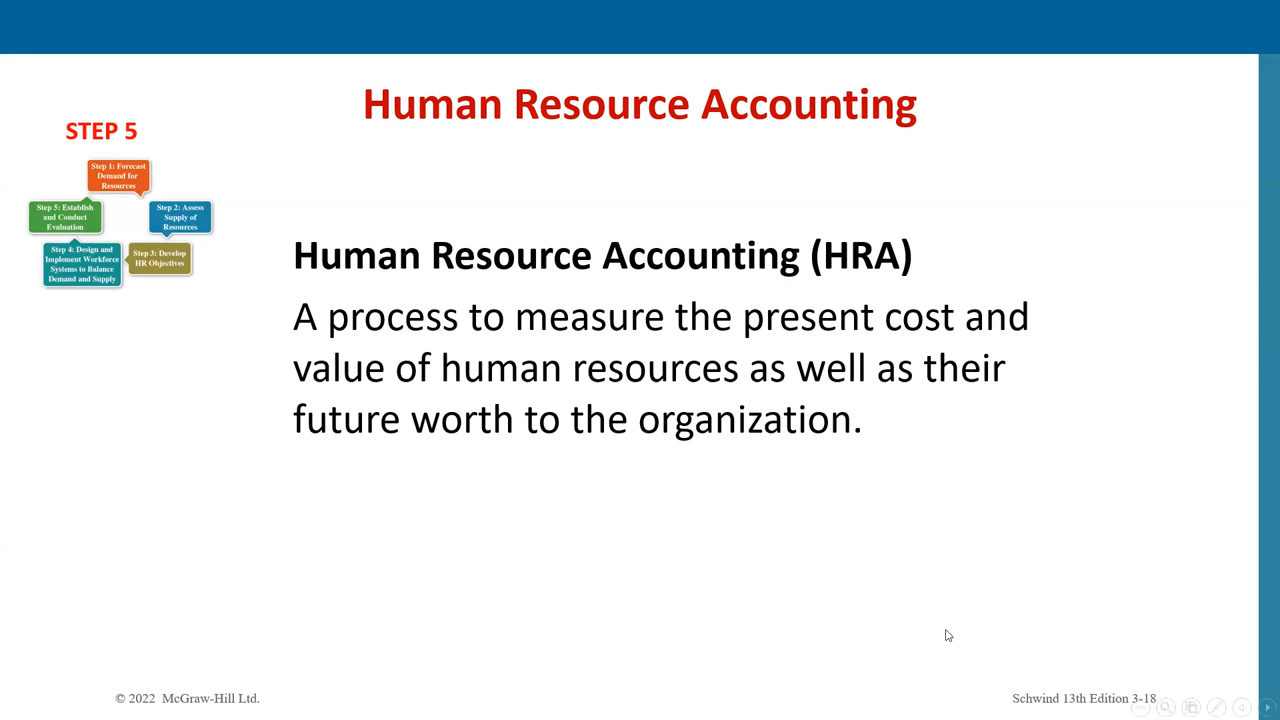 Human Resource Accounting
STEP 5
Step 1: Forecast
Demand for
Resources
Step 5: Establish
and Conduct
Evaluation
Step 2: Assess
Supply of
Resources
Step 4: Design and
Implement Workforce
Systems to Balance
Demand and Supply
Step 3: Develop
HR Objectives
Human Resource Accounting (HRA)
A process to measure the present cost and
value of human resources as well as their
future worth to the organization.
© 2022 McGraw-Hill Ltd.
Schwind 13th Edition 3-18